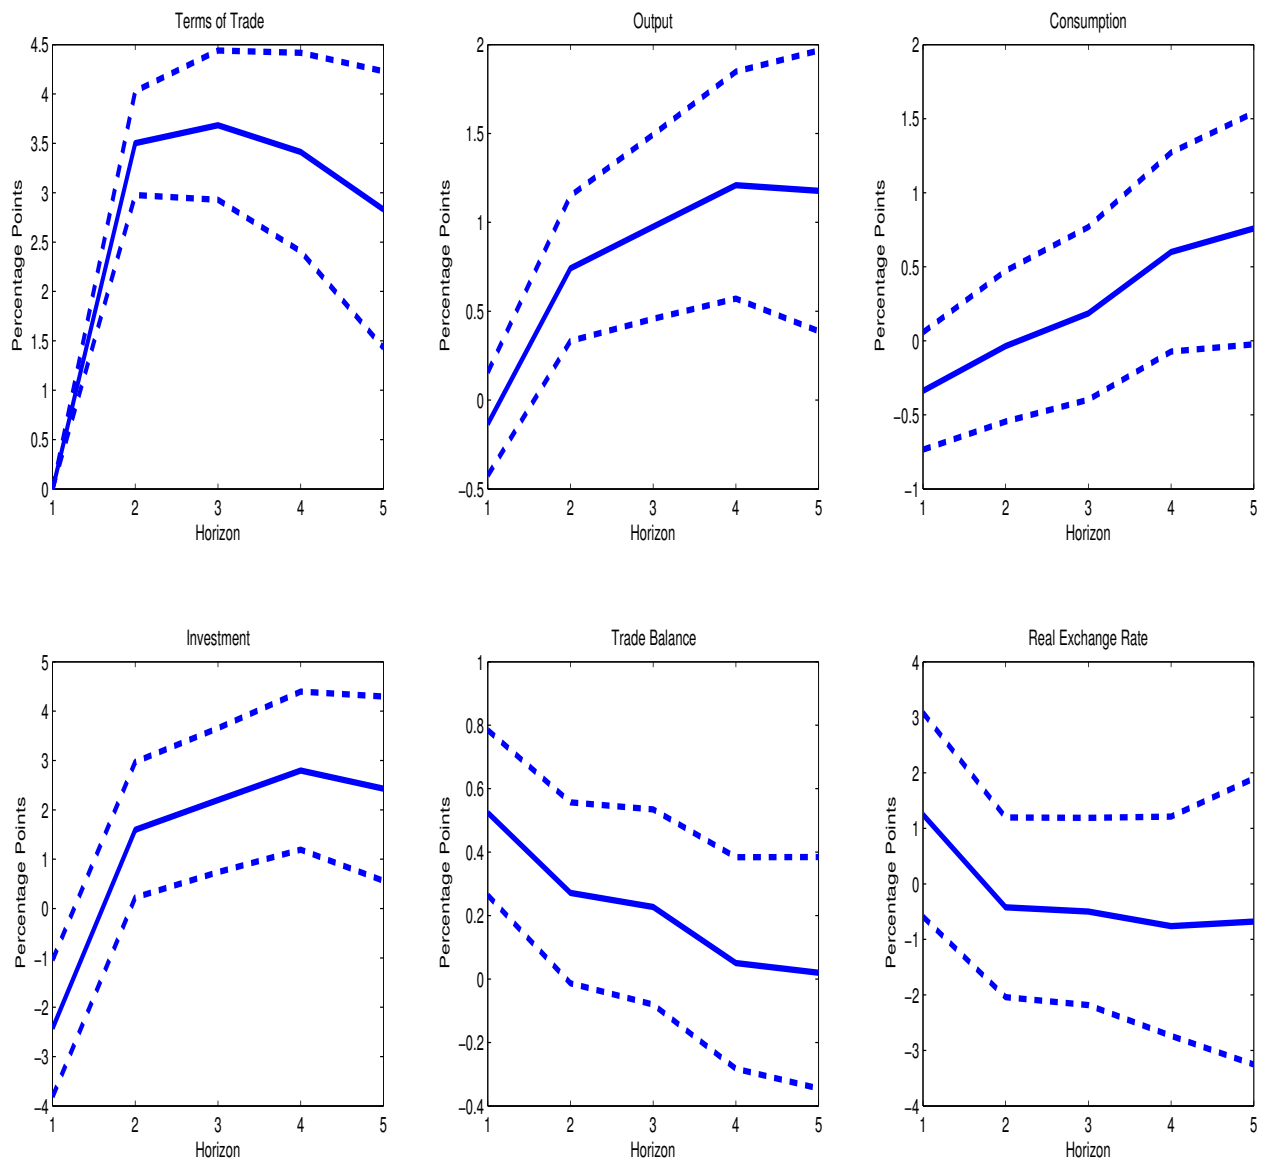 Terms of Trade
4.5
4
3.5
3
2.5
2
1.5
1
0.5
0
Percentage Points
1 2 3 4 5
Horizon
Output
2
1.5
1
0.5
0
−0.5
Percentage Points
1 2 3 4 5
Horizon
Consumption
2
1.5
1
0.5
0
−0.5
−1
Percentage Points
1 2 3 4 5
Horizon
Investment
5
4
3
2
1
0
−1
−2
−3
−4
Percentage Points
1 2 3 4 5
Horizon
Trade Balance
1
0.8
0.6
0.4
0.2
0
−0.2
−0.4
Percentage Points
1 2 3 4 5
Horizon
Real Exchange Rate
4
3
2
1
0
−1
−2
−3
−4
Percentage Points
1 2 3 4 5
Horizon